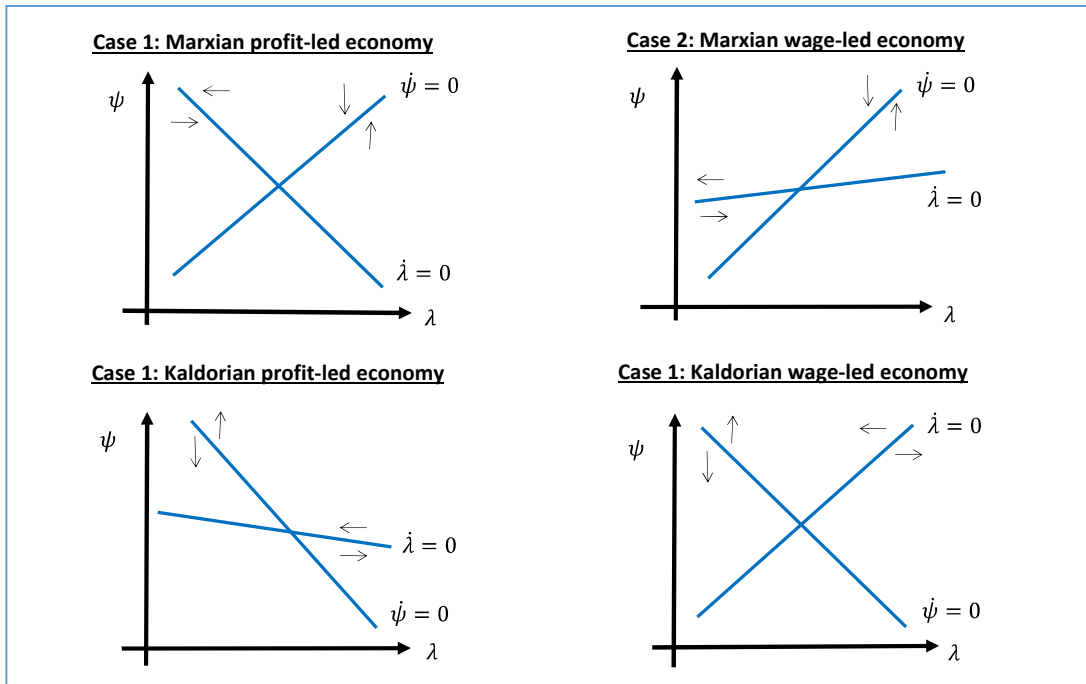 Case 1: Marxian profit-led economy
ψ
ψ̇ = 0
λ̇ = 0
λ
Case 2: Marxian wage-led economy
ψ
ψ̇ = 0
λ̇ = 0
λ
Case 1: Kaldorian profit-led economy
ψ
λ̇ = 0
ψ̇ = 0
λ
Case 1: Kaldorian wage-led economy
ψ
λ̇ = 0
ψ̇ = 0
λ